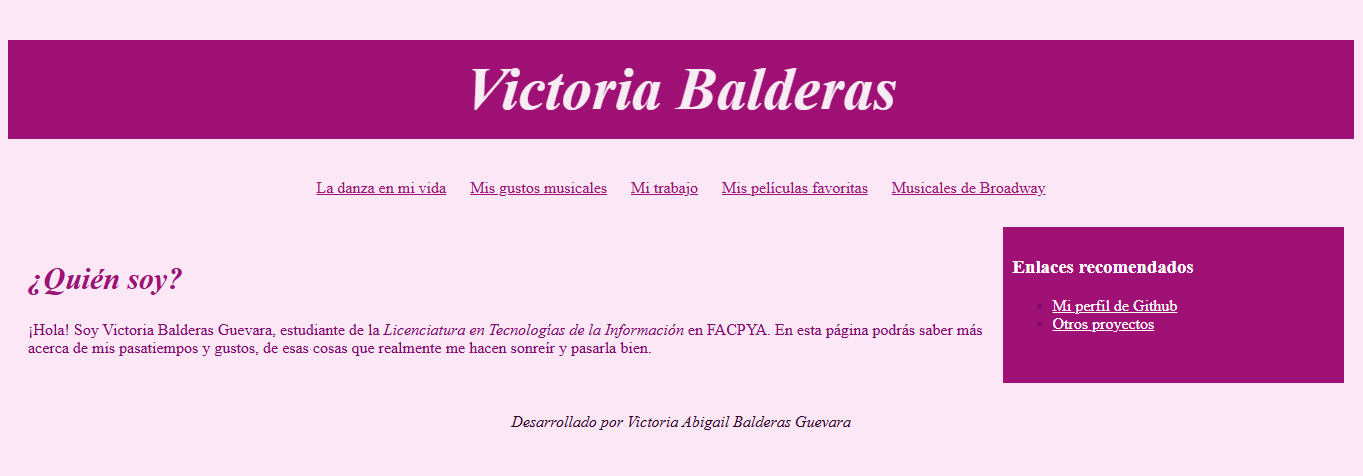 Victoria Balderas
La danza en mi vida Mis gustos musicales Mi trabajo Mis películas favoritas Musicales de Broadway
¿Quién soy?
¡Hola! Soy Victoria Balderas Guevara, estudiante de la Licenciatura en Tecnologías de la Información en FACPYA. En esta página podrás saber más
acerca de mis pasatiempos y gustos, de esas cosas que realmente me hacen sonreír y pasarla bien.
Enlaces recomendados
Mi perfil de Github
Otros proyectos
Desarrollado por Victoria Abigail Balderas Guevara